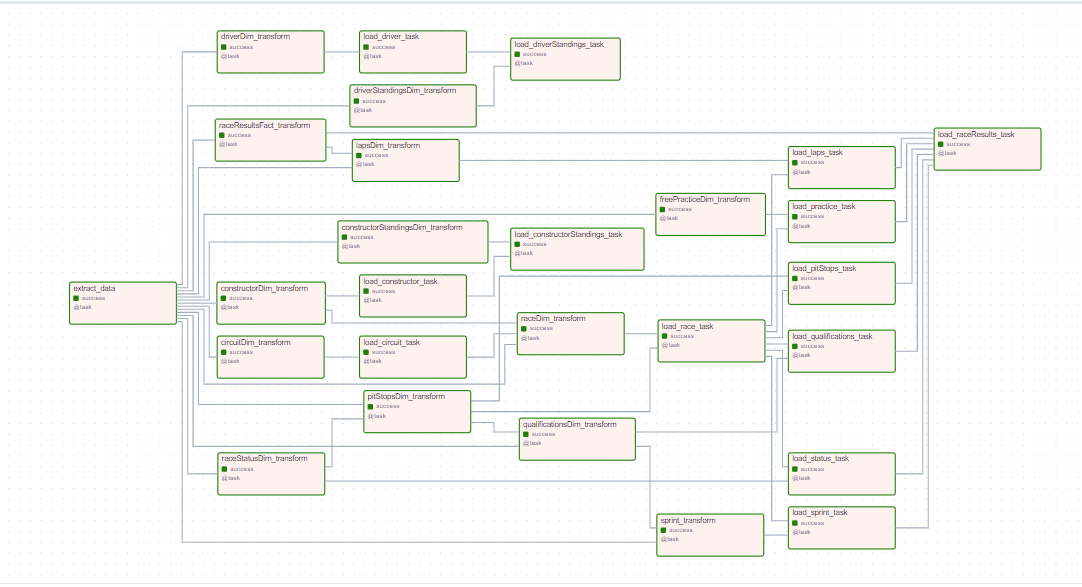 driverDim_transform
success
@task
load_driver_task
success
@task
load_driverStandings_task
success
@task
driverStandingsDim_transform
success
@task
raceResultsFact_transform
success
@task
lapsDim_transform
success
@task
load_raceResults_task
success
@task
load_laps_task
success
@task
freePracticeDim_transform
success
@task
load_practice_task
success
@task
constructorStandingsDim_transform
success
@task
load_constructorStandings_task
success
@task
load_pitStops_task
success
@task
extract_data
success
@task
constructorDim_transform
success
@task
load_constructor_task
success
@task
raceDim_transform
success
@task
load_race_task
success
@task
load_qualifications_task
success
@task
circuitDim_transform
success
@task
load_circuit_task
success
@task
pitStopsDim_transform
success
@task
qualificationsDim_transform
success
@task
raceStatusDim_transform
success
@task
load_status_task
success
@task
sprint_transform
success
@task
load_sprint_task
success
@task